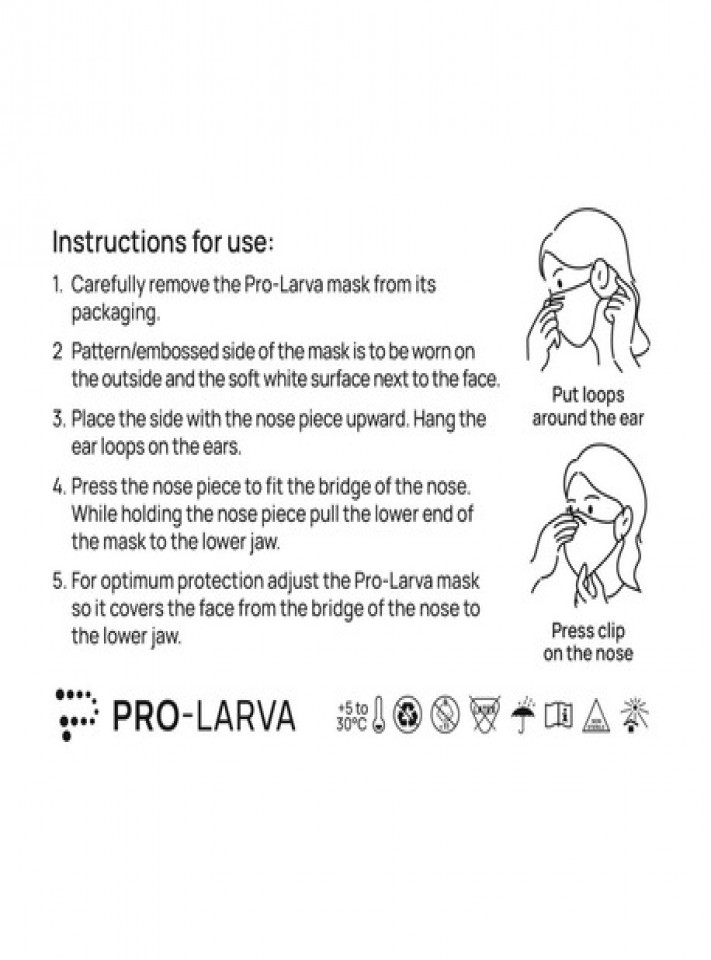 Instructions for use:
1. Carefully remove the Pro-Larva mask from its
packaging.
2 Pattern/embossed side of the mask is to be worn on
the outside and the soft white surface next to the face.
3. Place the side with the nose piece upward. Hang the
ear loops on the ears.
4. Press the nose piece to fit the bridge of the nose.
While holding the nose piece pull the lower end of
the mask to the lower jaw.
5. For optimum protection adjust the Pro-Larva mask
so it covers the face from the bridge of the nose to
the lower jaw.
Put loops
around the ear
Press clip
on the nose
PRO-LARVA
+5 to
30°C
LATEX
NON
STERILE